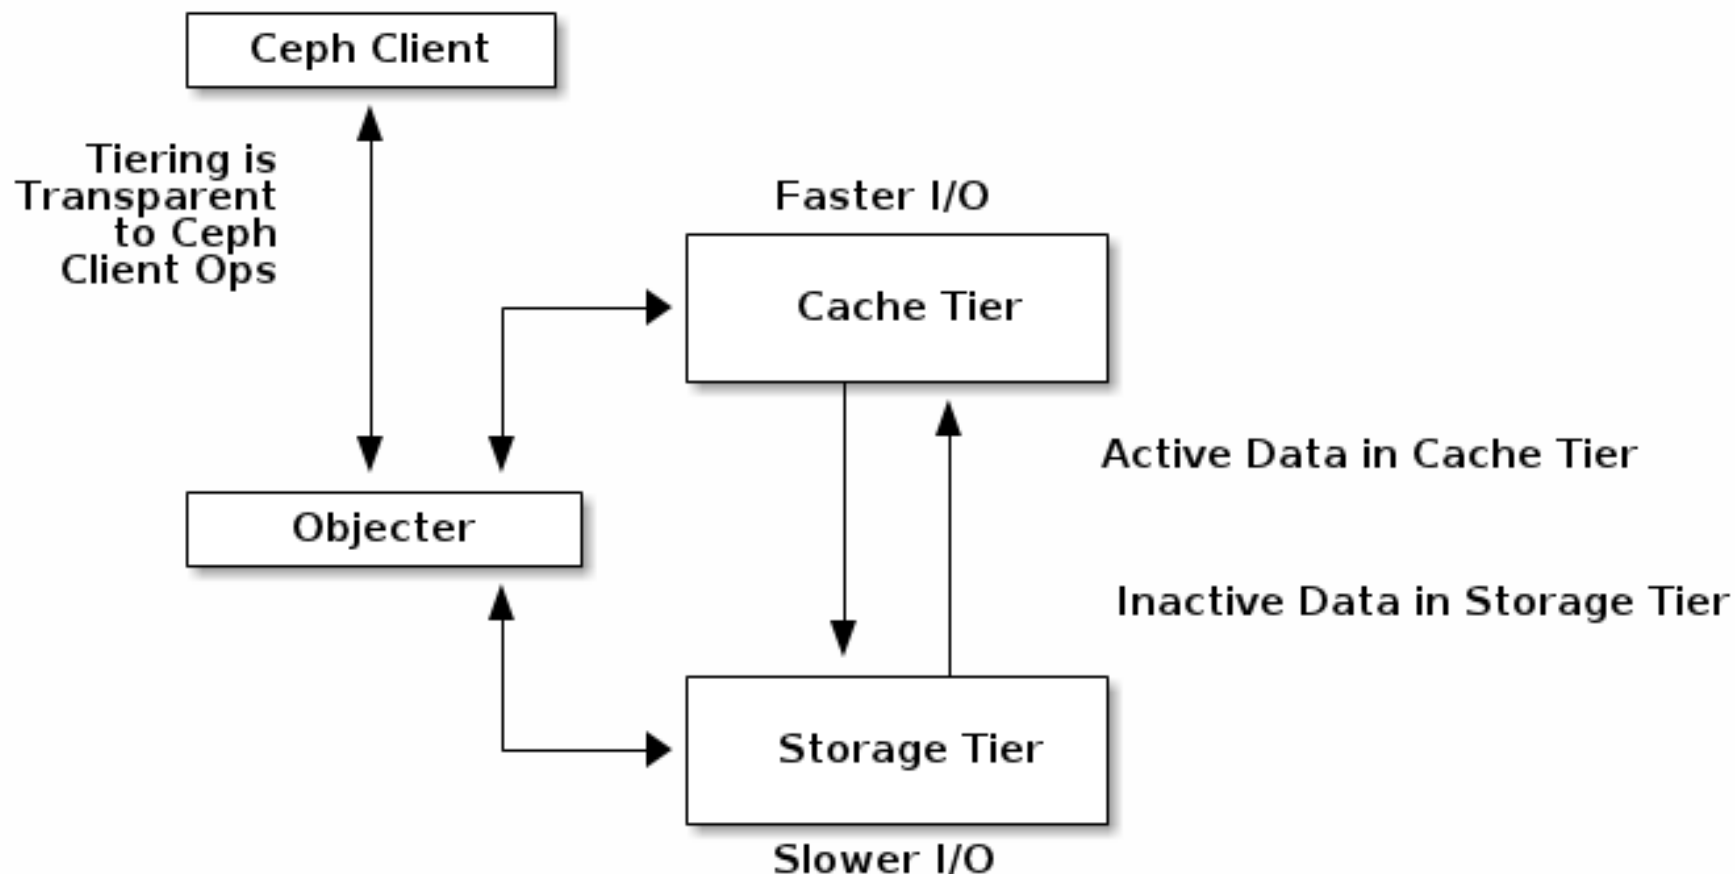 Ceph Client
Tiering is
Transparent
to Ceph
Client Ops
Faster I/O
Cache Tier
Active Data in Cache Tier
Objecter
Inactive Data in Storage Tier
Storage Tier
Slower I/O